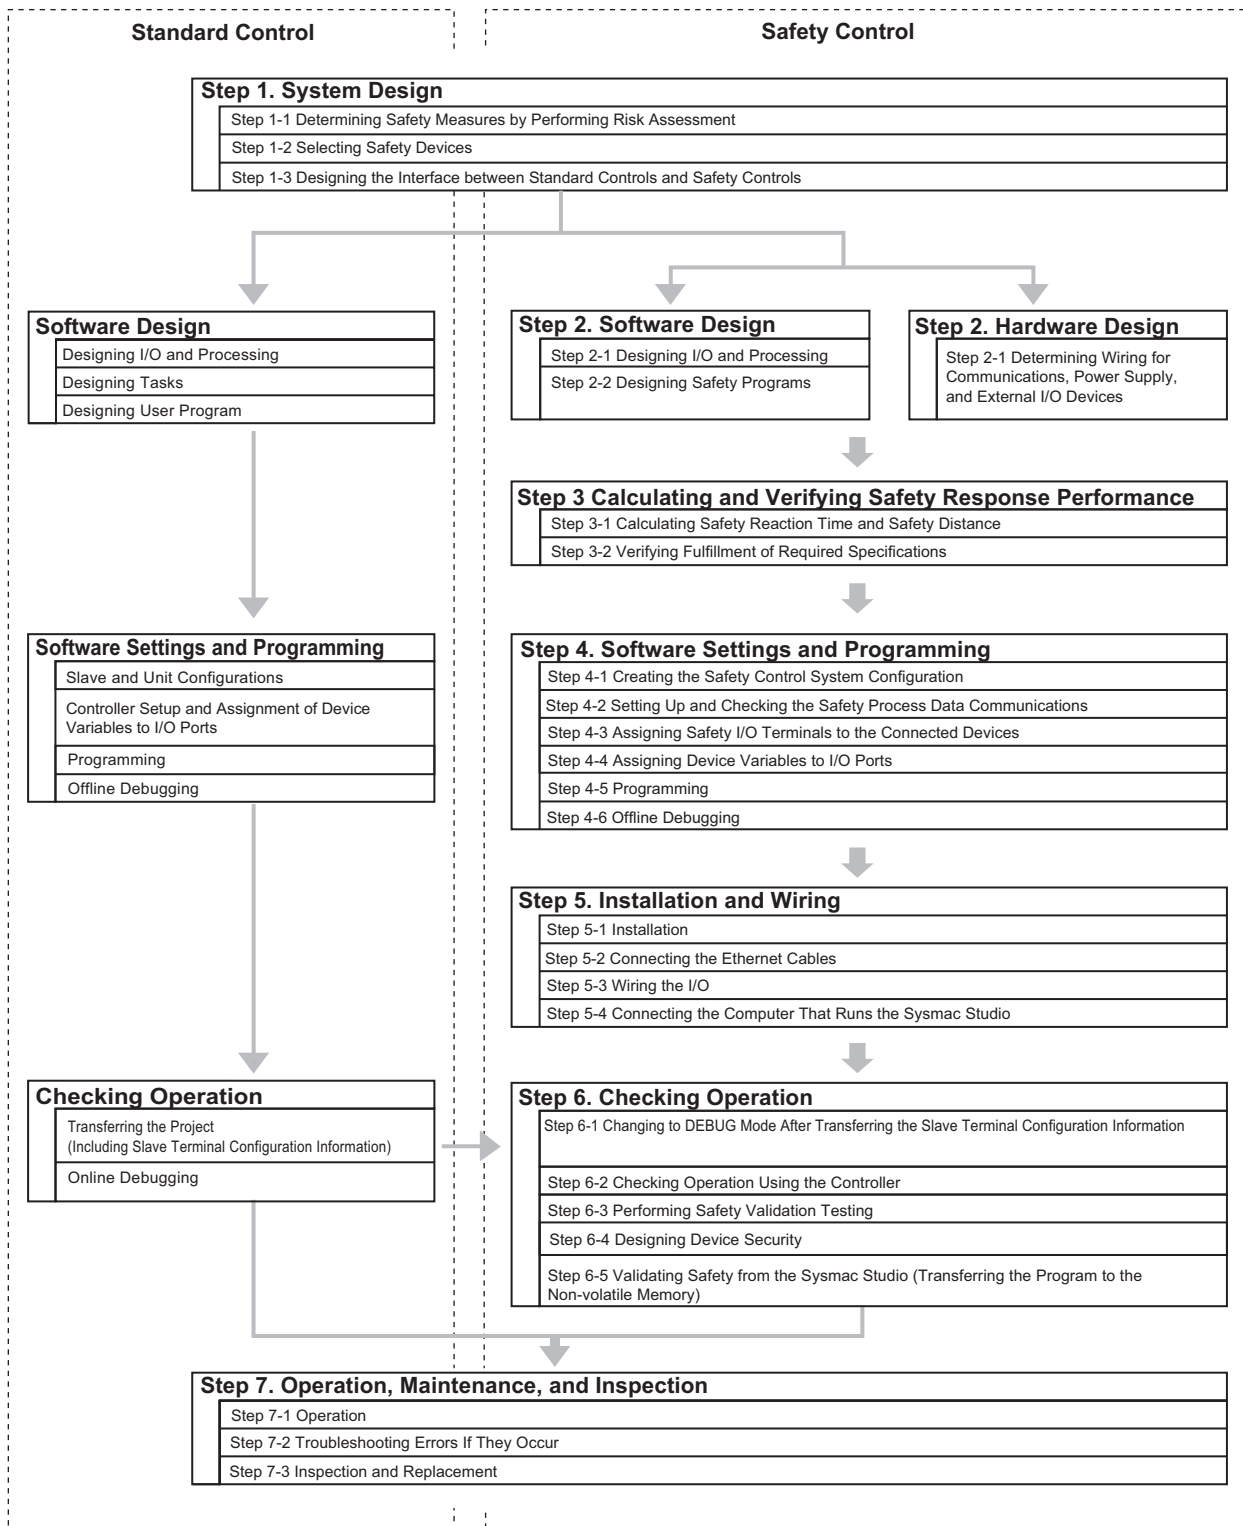 Standard Control
Safety Control
Step 1. System Design
Step 1-1 Determining Safety Measures by Performing Risk Assessment
Step 1-2 Selecting Safety Devices
Step 1-3 Designing the Interface between Standard Controls and Safety Controls
Software Design
Designing I/O and Processing
Designing Tasks
Designing User Program
Step 2. Software Design
Step 2-1 Designing I/O and Processing
Step 2-2 Designing Safety Programs
Step 2. Hardware Design
Step 2-1 Determining Wiring for
Communications, Power Supply,
and External I/O Devices
Step 3 Calculating and Verifying Safety Response Performance
Step 3-1 Calculating Safety Reaction Time and Safety Distance
Step 3-2 Verifying Fulfillment of Required Specifications
Software Settings and Programming
Slave and Unit Configurations
Controller Setup and Assignment of Device
Variables to I/O Ports
Programming
Offline Debugging
Step 4. Software Settings and Programming
Step 4-1 Creating the Safety Control System Configuration
Step 4-2 Setting Up and Checking the Safety Process Data Communications
Step 4-3 Assigning Safety I/O Terminals to the Connected Devices
Step 4-4 Assigning Device Variables to I/O Ports
Step 4-5 Programming
Step 4-6 Offline Debugging
Step 5. Installation and Wiring
Step 5-1 Installation
Step 5-2 Connecting the Ethernet Cables
Step 5-3 Wiring the I/O
Step 5-4 Connecting the Computer That Runs the Sysmac Studio
Checking Operation
Transferring the Project
(Including Slave Terminal Configuration Information)
Online Debugging
Step 6. Checking Operation
Step 6-1 Changing to DEBUG Mode After Transferring the Slave Terminal Configuration Information
Step 6-2 Checking Operation Using the Controller
Step 6-3 Performing Safety Validation Testing
Step 6-4 Designing Device Security
Step 6-5 Validating Safety from the Sysmac Studio (Transferring the Program to the
Non-volatile Memory)
Step 7. Operation, Maintenance, and Inspection
Step 7-1 Operation
Step 7-2 Troubleshooting Errors If They Occur
Step 7-3 Inspection and Replacement